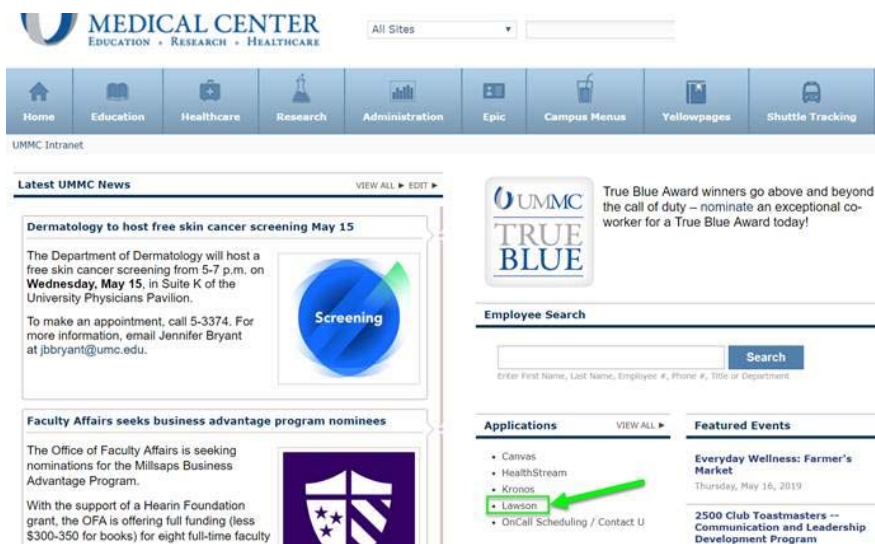 MEDICAL CENTER
EDUCATION • RESEARCH • HEALTHCARE
All Sites
Home Education Healthcare Research Administration Epic Campus Menus Yellowpages Shuttle Tracking
UMMC Intranet
Latest UMMC News VIEW ALL ► EDIT ►
Dermatology to host free skin cancer screening May 15
The Department of Dermatology will host a
free skin cancer screening from 5-7 p.m. on
Wednesday, May 15, in Suite K of the
University Physicians Pavilion.
To make an appointment, call 5-3374. For
more information, email Jennifer Bryant
at jbbryant@umc.edu.
Screening
Faculty Affairs seeks business advantage program nominees
The Office of Faculty Affairs is seeking
nominations for the Millsaps Business
Advantage Program.
With the support of a Hearin Foundation
grant, the OFA is offering full funding (less
$300-350 for books) for eight full-time faculty
UMMC
TRUE
BLUE
True Blue Award winners go above and beyond
the call of duty – nominate an exceptional co-
worker for a True Blue Award today!
Employee Search
Search
Enter First Name, Last Name, Employee #, Phone #, Title or Department
Applications VIEW ALL ►
• Canvas
• HealthStream
• Kronos
• Lawson
• OnCall Scheduling / Contact U
Featured Events
Everyday Wellness: Farmer's
Market
Thursday, May 16, 2019
2500 Club Toastmasters --
Communication and Leadership
Development Program